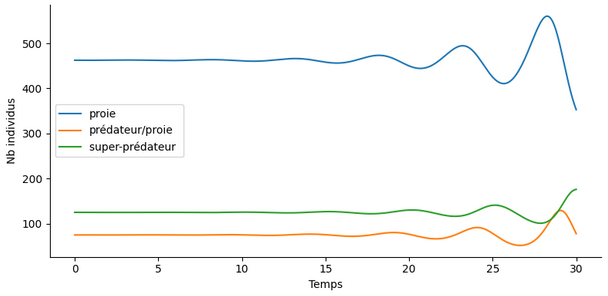 500
400
300
200
100
Nb individus
proie
prédateur/proie
super-prédateur
0 5 10 15 20 25 30
Temps